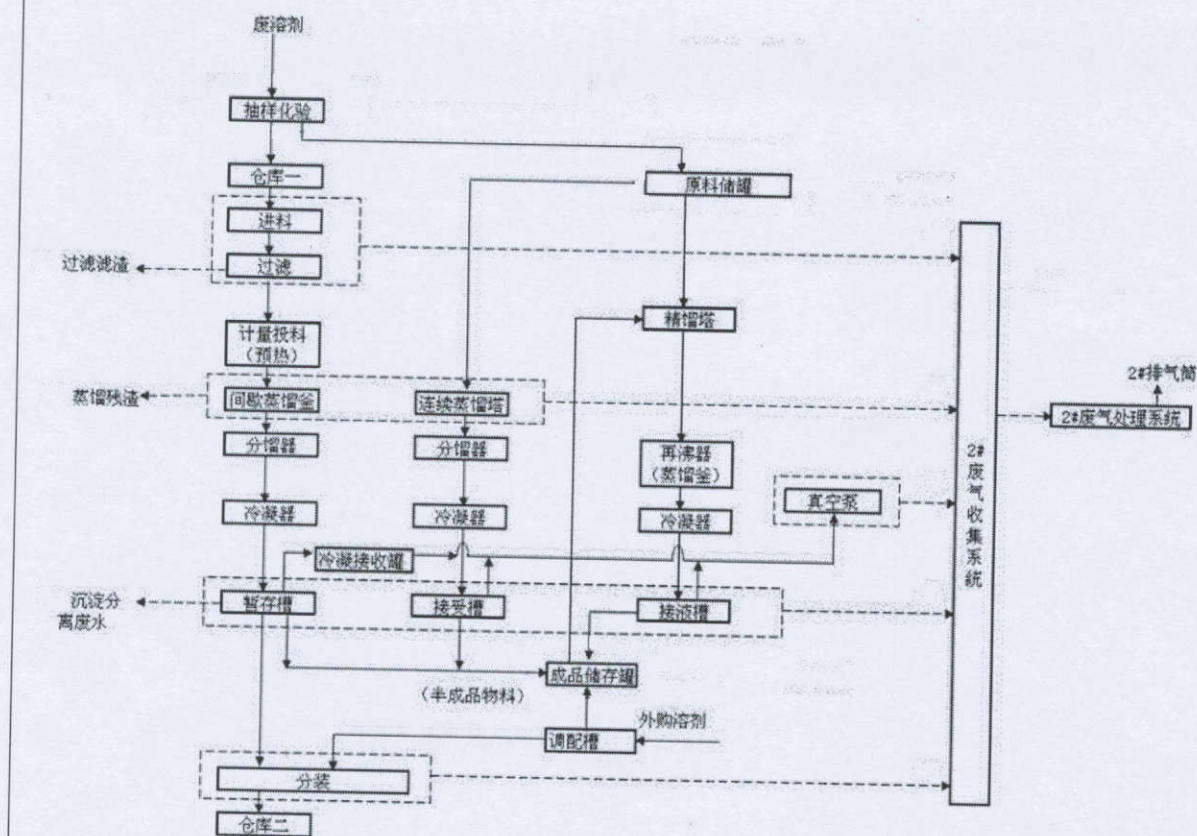 废溶剂
抽样化验
仓库一
原料储罐
进料
过滤滤渣
过滤
精馏塔
计量投料
(预热)
2#排气筒
蒸馏残渣
间歇蒸馏釜
连续蒸馏塔
2#废气处理系统
分馏器
分馏器
再沸器
(蒸馏釜)
2#废气收集系统
真空泵
冷凝器
冷凝器
冷凝器
冷凝接收罐
沉淀分
离废水
暂存槽
接受槽
接液槽
成品储存罐
(半成品物料)
外购溶剂
调配槽
分装
仓库二